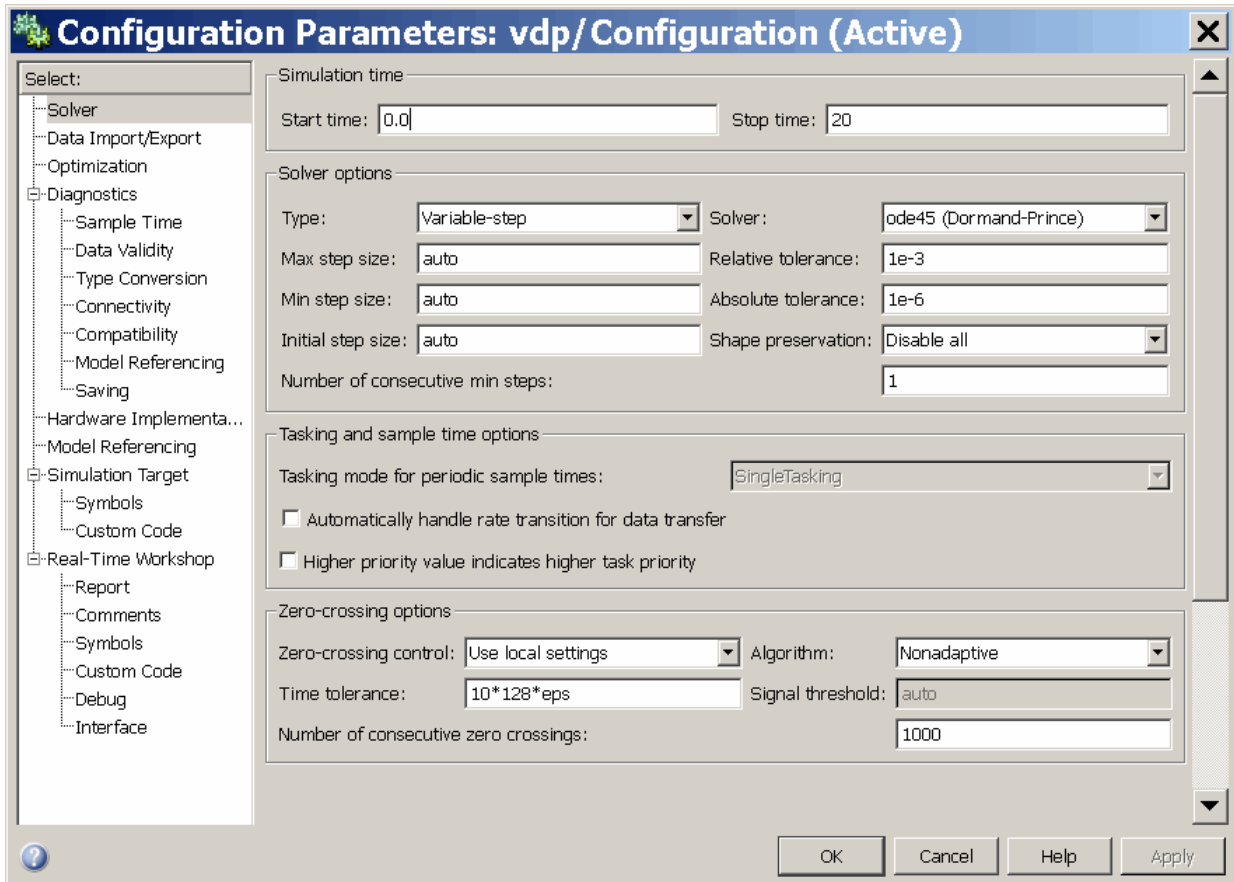 Configuration Parameters: vdp/Configuration (Active)
Select:
Solver
Data Import/Export
Optimization
Diagnostics
Sample Time
Data Validity
Type Conversion
Connectivity
Compatibility
Model Referencing
Saving
Hardware Implementa...
Model Referencing
Simulation Target
Symbols
Custom Code
Real-Time Workshop
Report
Comments
Symbols
Custom Code
Debug
Interface
Simulation time
Start time: 0.0 Stop time: 20
Solver options
Type: Variable-step Solver: ode45 (Dormand-Prince)
Max step size: auto Relative tolerance: 1e-3
Min step size: auto Absolute tolerance: 1e-6
Initial step size: auto Shape preservation: Disable all
Number of consecutive min steps: 1
Tasking and sample time options
Tasking mode for periodic sample times: SingleTasking
Automatically handle rate transition for data transfer
Higher priority value indicates higher task priority
Zero-crossing options
Zero-crossing control: Use local settings Algorithm: Nonadaptive
Time tolerance: 10*128*eps Signal threshold: auto
Number of consecutive zero crossings: 1000
OK Cancel Help Apply